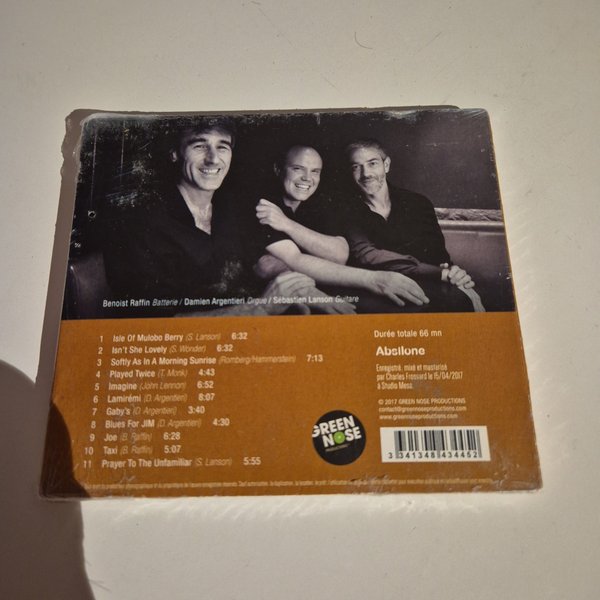 Benoist Raffin Batterie / Damien Argentieri Orgue / Sébastien Lanson Guitare
1 Isle Of Mulobo Berry (S. Lanson) 6:32
2 Isn't She Lovely (S. Wonder) 6:32
3 Softly As In A Morning Sunrise (Romberg/Hammerstein) 7:13
4 Played Twice (T. Monk) 4:43
5 Imagine (John Lennon) 6:52
6 Lamirémi (D. Argentieri) 8:07
7 Gaby's (D. Argentieri) 3:40
8 Blues For JIM (D. Argentieri) 4:30
9 Joe (B. Raffin) 6:28
10 Taxi (B. Raffin) 5:07
11 Prayer To The Unfamiliar (S. Lanson) 5:55
GREEN
NOSE
PRODUCTIONS
Durée totale 66 mn
Absilone
Enregistré, mixé et masterisé
par Charles Frossard le 15/04/2017
à Studio Mesa.
© 2017 GREEN NOSE PRODUCTIONS
contact@greennoseproductions.com
www.greennoseproductions.com
3 341348 434452